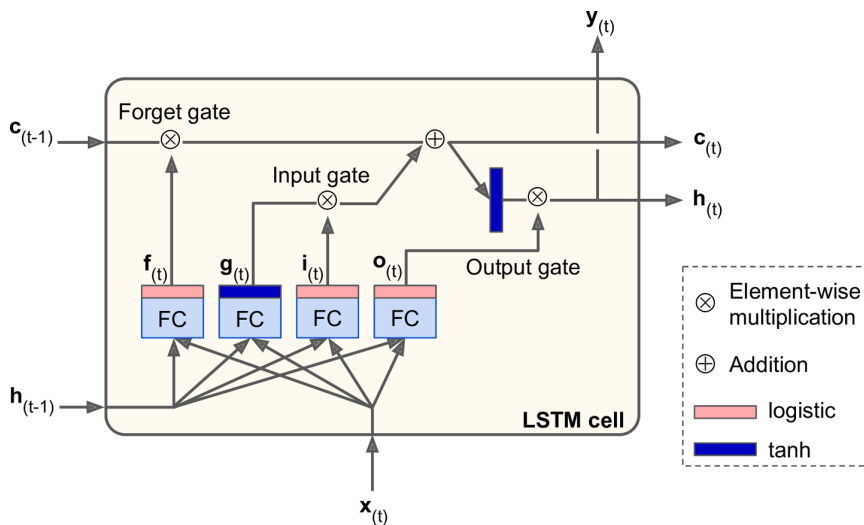 y(t)
Forget gate
c(t-1)
c(t)
Input gate
h(t)
f(t) g(t) i(t) o(t)
Output gate
FC FC FC FC
h(t-1)
LSTM cell
x(t)
⊗ Element-wise
multiplication
⊕ Addition
logistic
tanh